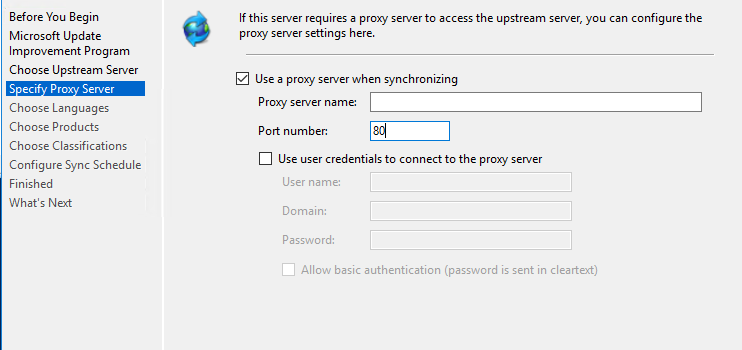 Before You Begin
Microsoft Update
Improvement Program
Choose Upstream Server
Specify Proxy Server
Choose Languages
Choose Products
Choose Classifications
Configure Sync Schedule
Finished
What's Next
If this server requires a proxy server to access the upstream server, you can configure the
proxy server settings here.
Use a proxy server when synchronizing
Proxy server name:
Port number: 80
Use user credentials to connect to the proxy server
User name:
Domain:
Password:
Allow basic authentication (password is sent in cleartext)